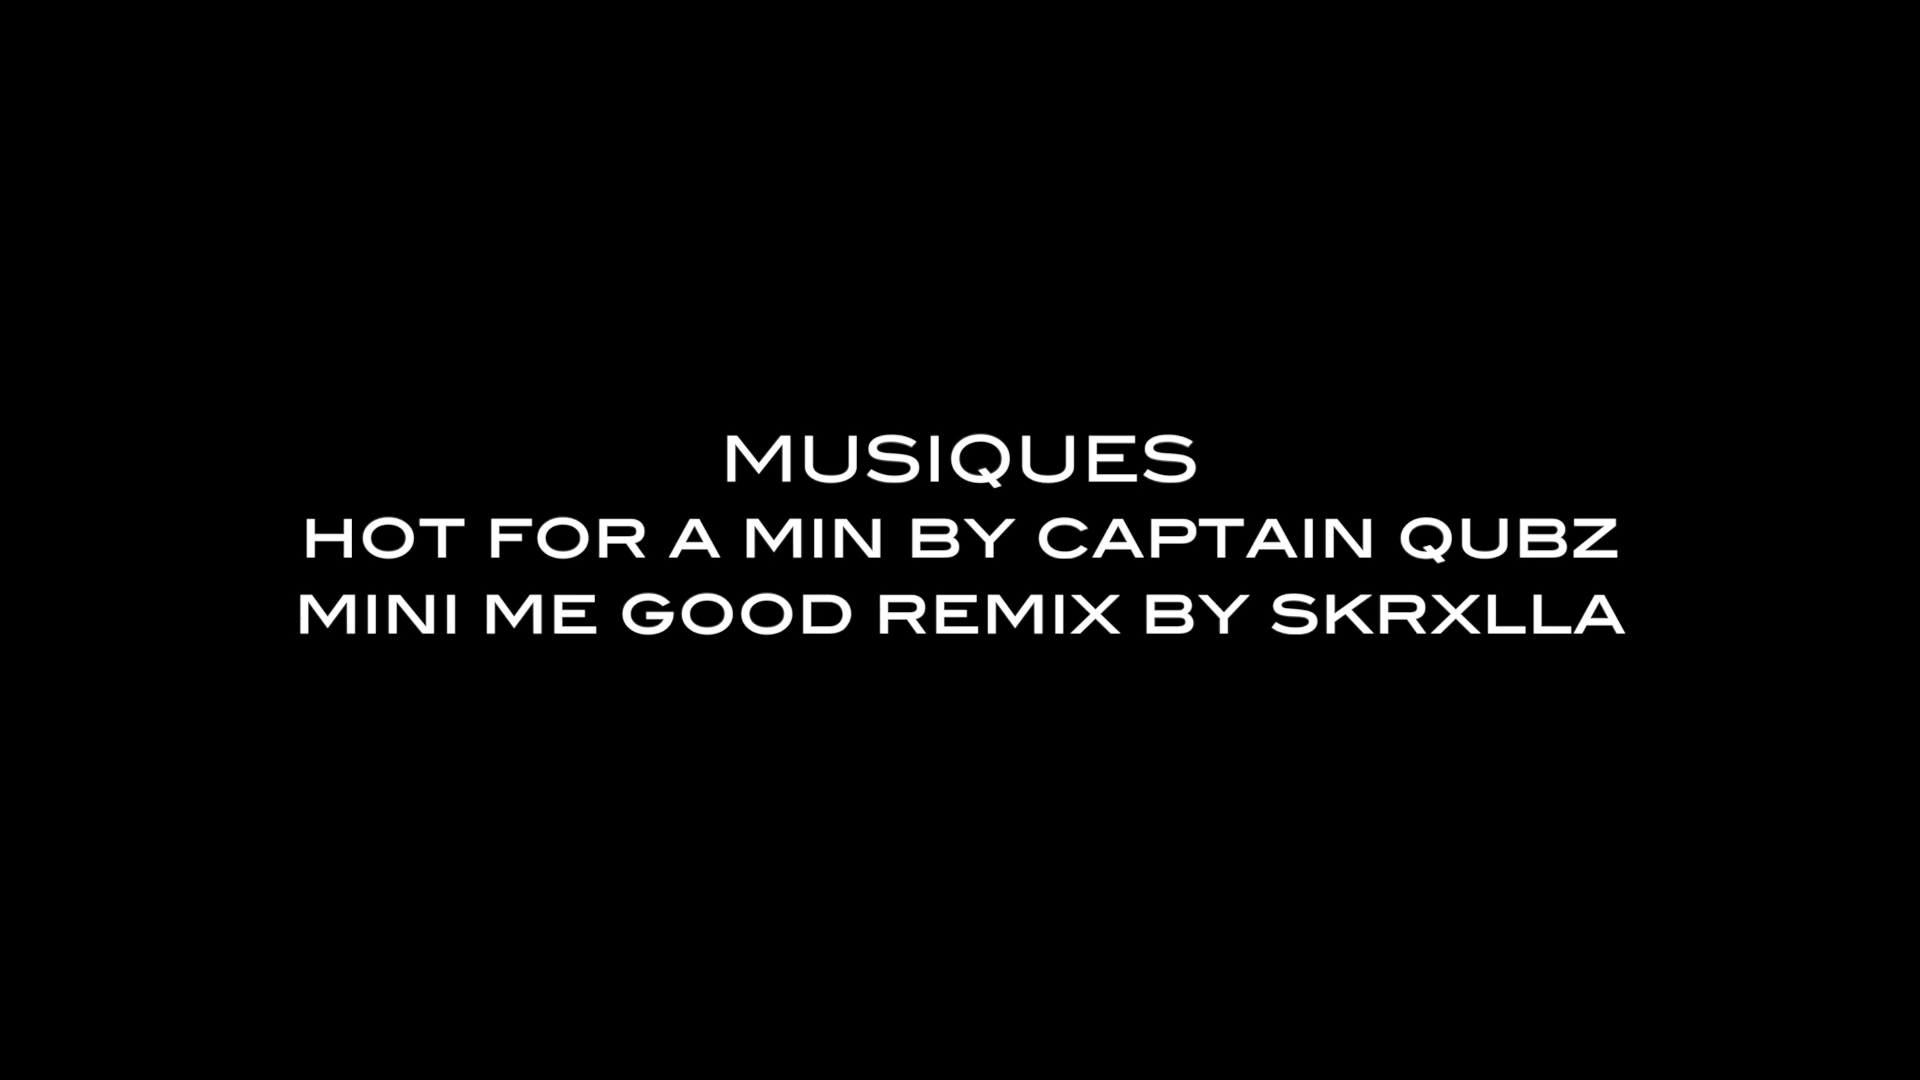 MUSIQUES
HOT FOR A MIN BY CAPTAIN QUBZ
MINI ME GOOD REMIX BY SKRXLLA